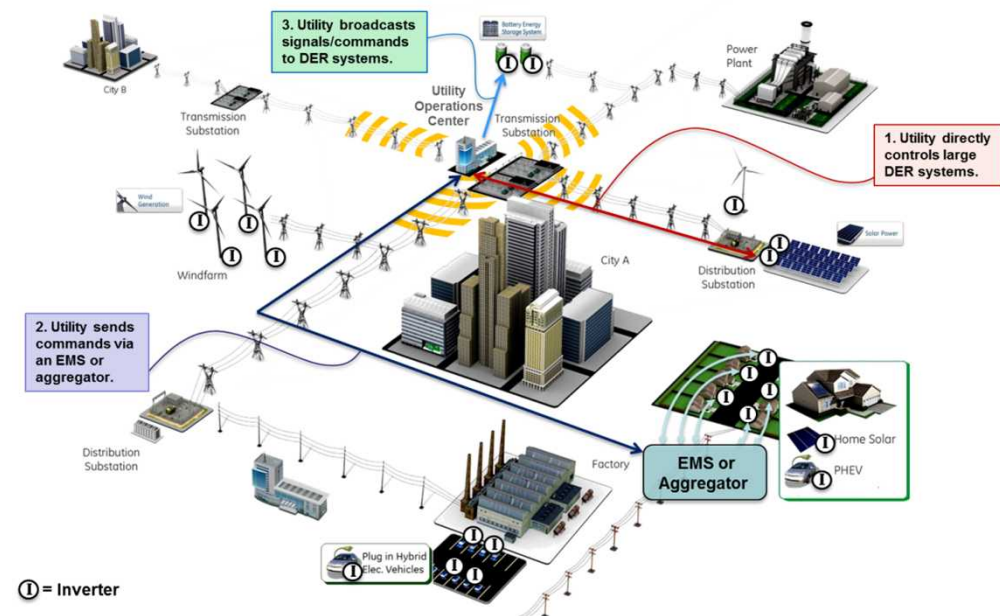 3. Utility broadcasts
signals/commands
to DER systems.
Battery Energy
Storage System
I
I
Power
Plant
City B
Transmission
Substation
Utility
Operations
Center
Transmission
Substation
1. Utility directly
controls large
DER systems.
Wind
Generation
I
I
I
I
Windfarm
I
I
I
Solar Power
Distribution
Substation
City A
2. Utility sends
commands via
an EMS or
aggregator.
Distribution
Substation
Factory
EMS or
Aggregator
I
I
I
I
I
I
I
Home Solar
I
PHEV
I
I
I
I
Plug in Hybrid
Elec. Vehicles
I
I = Inverter